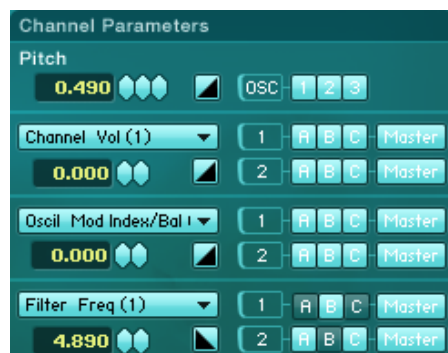 Channel Parameters
Pitch
0.490 OSC 1 2 3
Channel Vol (1) 1 A B C Master
0.000 2 A B C Master
Oscil Mod Index/Bal 1 A B C Master
0.000 2 A B C Master
Filter Freq (1) 1 A B C Master
4.890 2 A B C Master